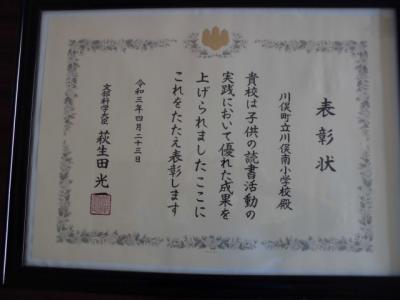 表彰状
川俣町立川俣南小学校殿
貴校は子供の読書活動の
実践において優れた成果を
上げられましたここに
これをたたえ表彰します
令和三年四月二十三日
文部科学大臣 萩生田光一